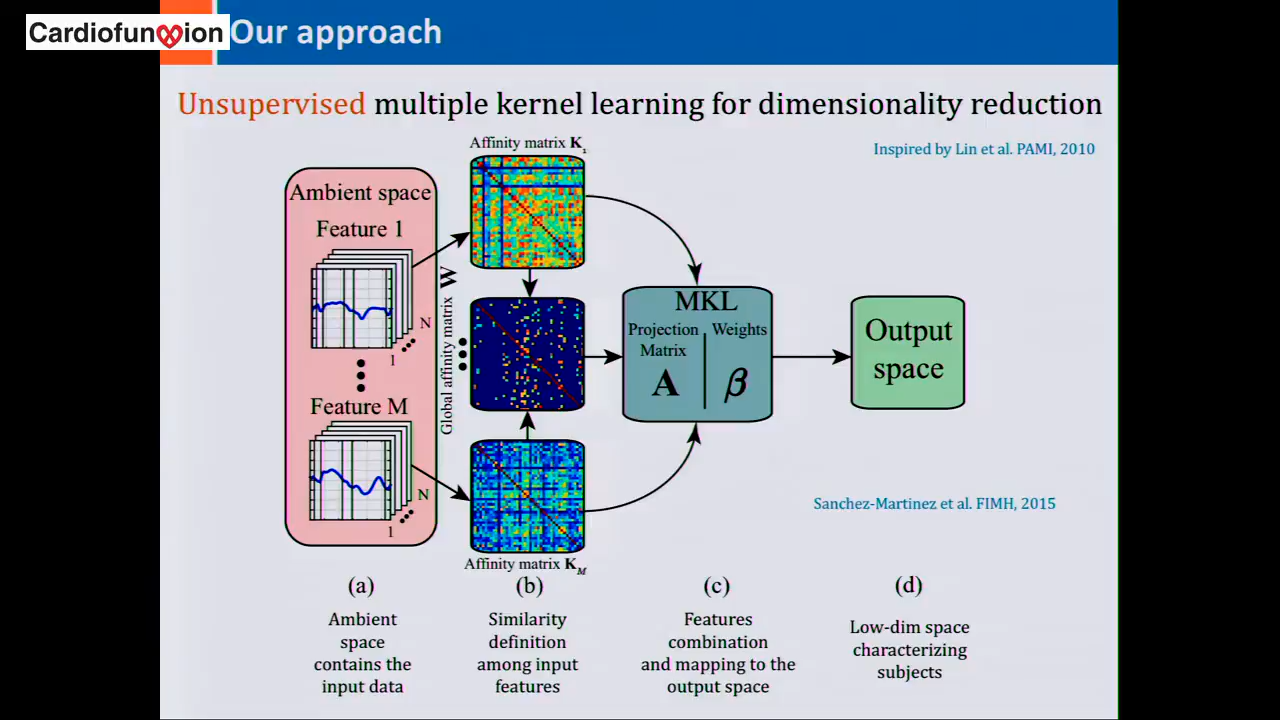 CardiofunXion
Our approach
Unsupervised multiple kernel learning for dimensionality reduction
Inspired by Lin et al. PAMI, 2010
Affinity matrix K1
Ambient space
Feature 1
N
1
Feature M
N
1
Global affinity matrix W
Affinity matrix KM
MKL
Projection Matrix
A
Weights
β
Output
space
Sanchez-Martinez et al. FIMH, 2015
(a)
Ambient
space
contains the
input data
(b)
Similarity
definition
among input
features
(c)
Features
combination
and mapping to the
output space
(d)
Low-dim space
characterizing
subjects